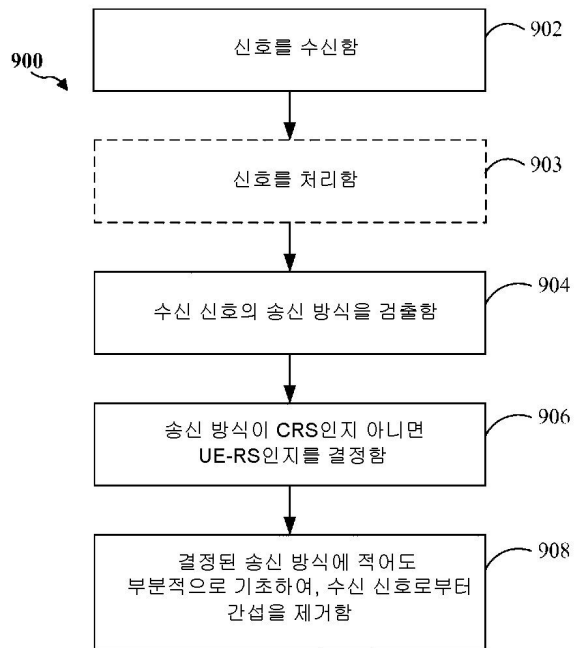 900
신호를 수신함
902
신호를 처리함
903
수신 신호의 송신 방식을 검출함
904
송신 방식이 CRS인지 아니면
UE-RS인지를 결정함
906
결정된 송신 방식에 적어도
부분적으로 기초하여, 수신 신호로부터
간섭을 제거함
908